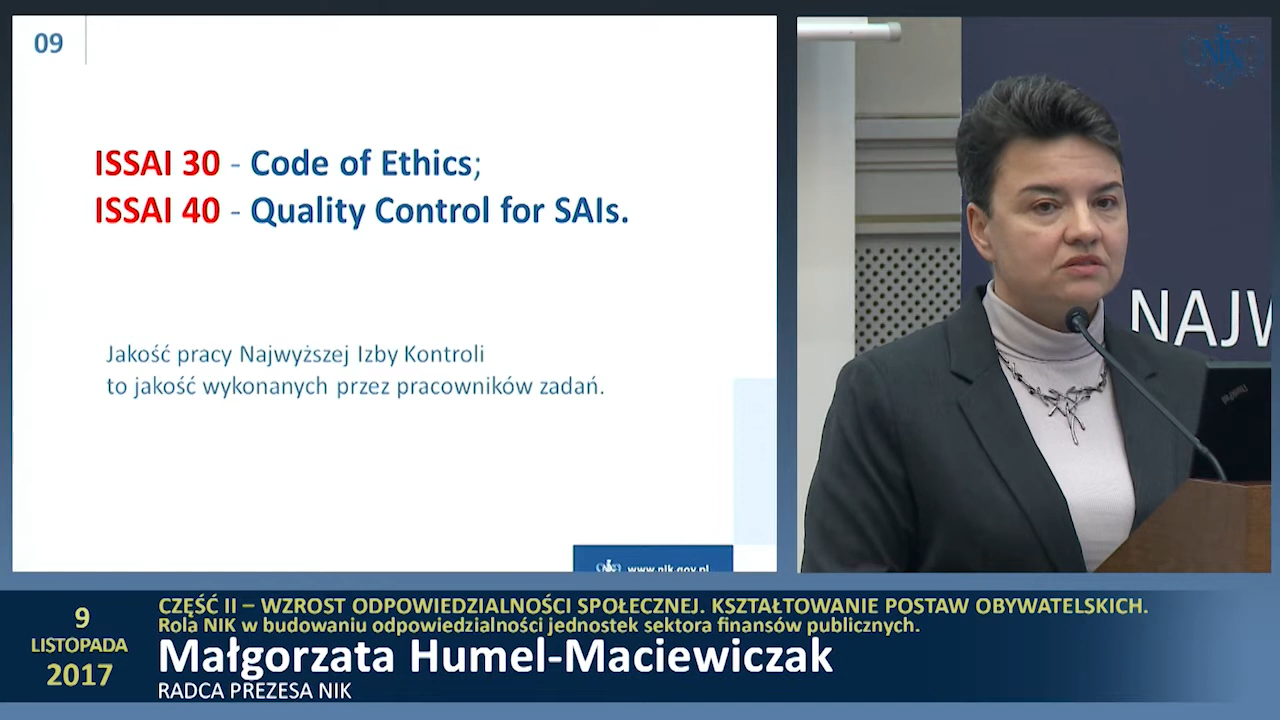 09
ISSAI 30 - Code of Ethics;
ISSAI 40 - Quality Control for SAIs.
Jakość pracy Najwyższej Izby Kontroli
to jakość wykonanych przez pracowników zadań.
www.nik.gov.pl
NIK
NAJW
ThinkPad
9
LISTOPADA
2017
CZĘŚĆ II – WZROST ODPOWIEDZIALNOŚCI SPOŁECZNEJ. KSZTAŁTOWANIE POSTAW OBYWATELSKICH.
Rola NIK w budowaniu odpowiedzialności jednostek sektora finansów publicznych.
Małgorzata Humel-Maciewiczak
RADCA PREZESA NIK